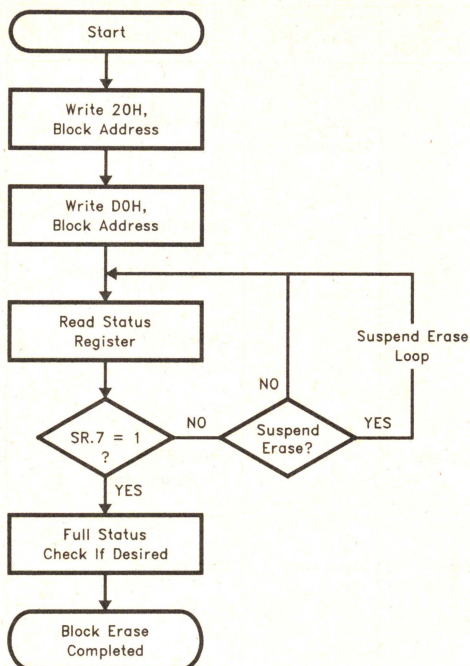 Start
Write 20H,
Block Address
Write D0H,
Block Address
Read Status
Register
Suspend Erase
Loop
NO
SR.7 = 1
?
NO
Suspend
Erase?
YES
YES
Full Status
Check If Desired
Block Erase
Completed